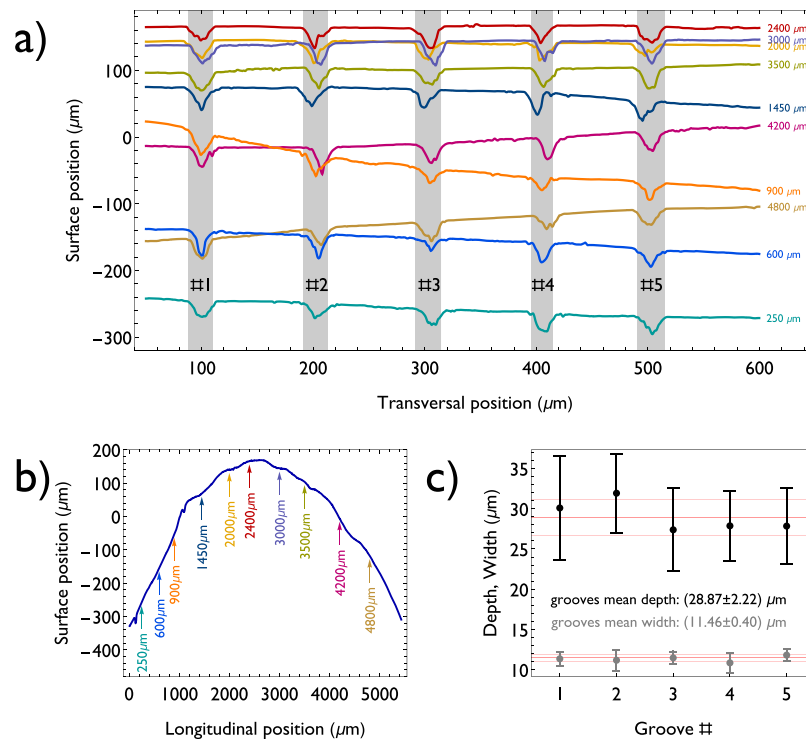 a)
Surface position (µm)
100
0
−100
−200
−300
2400 µm
3000 µm
2000 µm
3500 µm
1450 µm
4200 µm
900 µm
4800 µm
600 µm
250 µm
#1 #2 #3 #4 #5
100 200 300 400 500 600
Transversal position (µm)
b)
Surface position (µm)
200
100
0
−100
−200
−300
−400
250µm
600µm
900µm
1450µm
2000µm
2400µm
3000µm
3500µm
4200µm
4800µm
0 1000 2000 3000 4000 5000
Longitudinal position (µm)
c)
Depth, Width (µm)
35
30
25
20
15
10
grooves mean depth: (28.87±2.22) µm
grooves mean width: (11.46±0.40) µm
1 2 3 4 5
Groove #